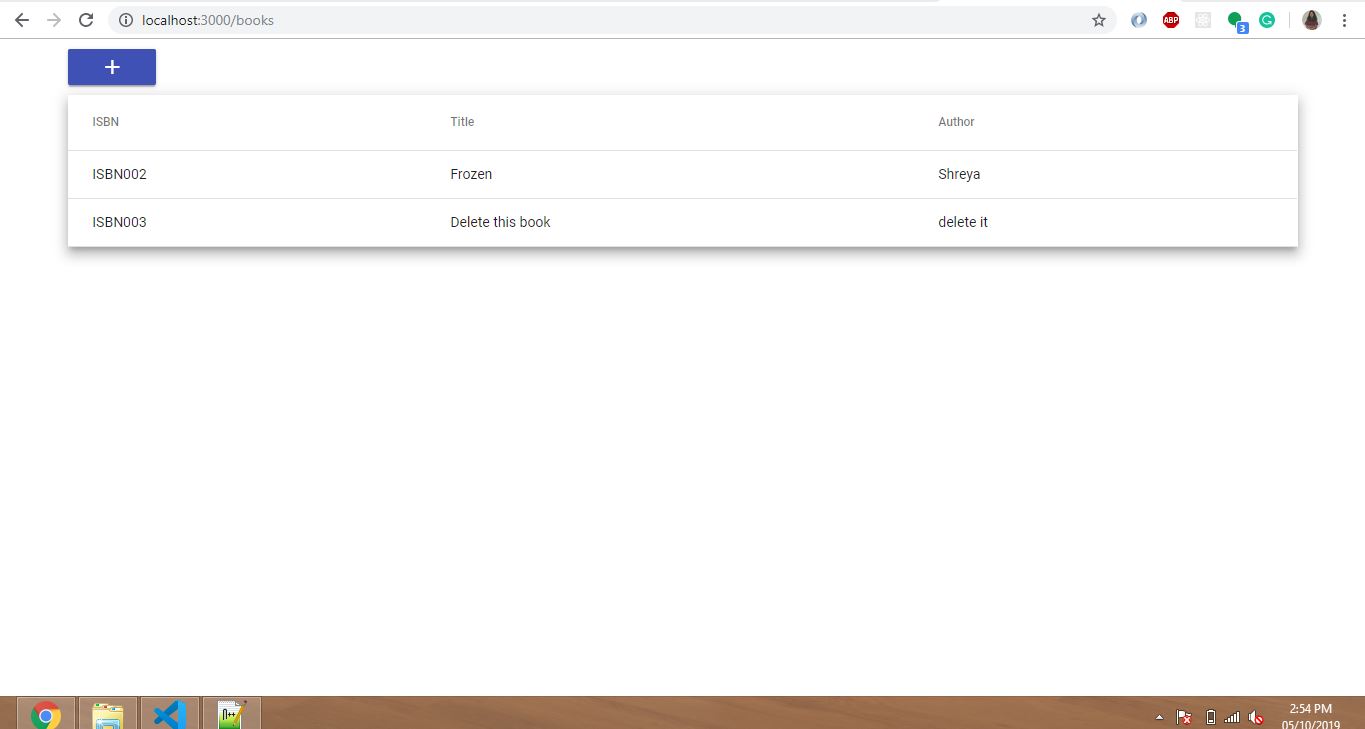 localhost:3000/books
ABP
3
+
ISBN Title Author
ISBN002 Frozen Shreya
ISBN003 Delete this book delete it
2:54 PM
05/10/2019